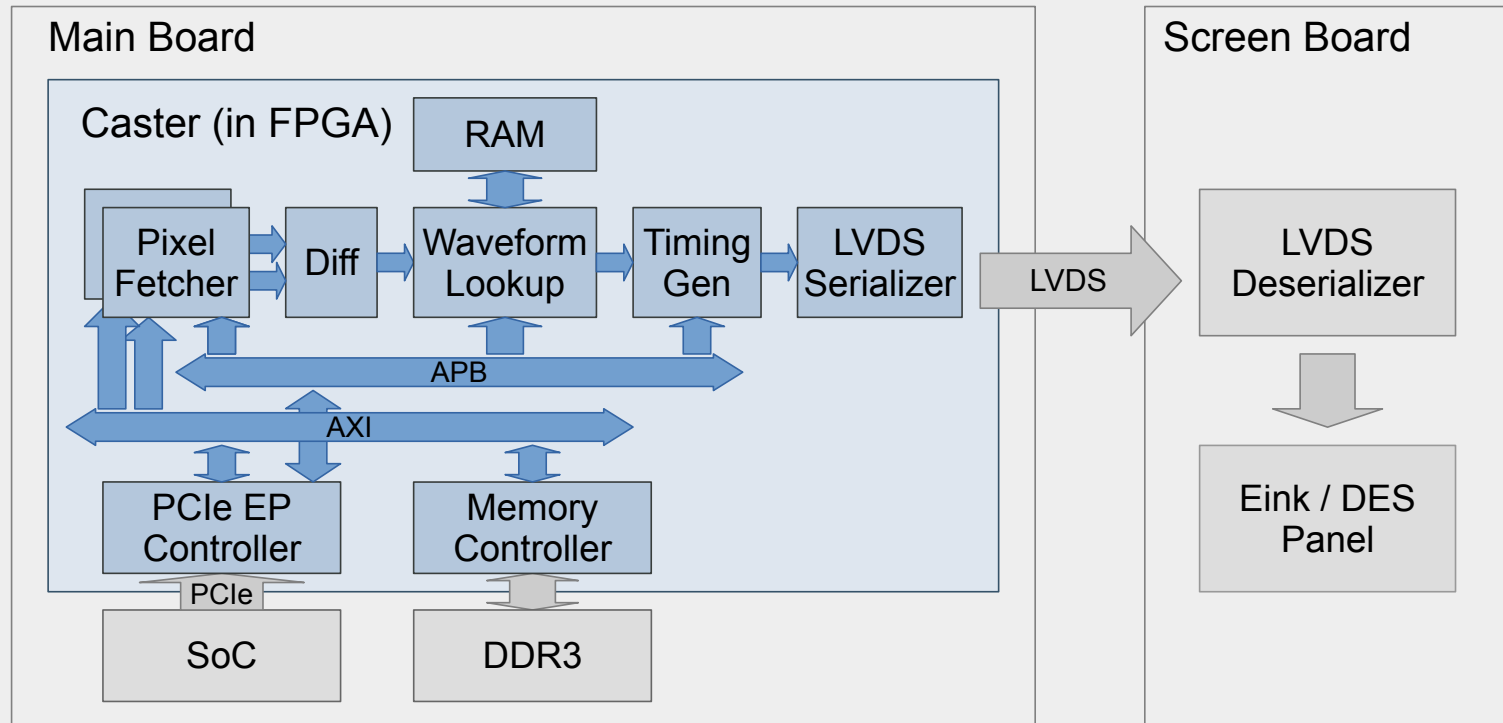 Main Board
Screen Board
Caster (in FPGA)
RAM
Pixel
Fetcher
Diff
Waveform
Lookup
Timing
Gen
LVDS
Serializer
LVDS
LVDS
Deserializer
APB
AXI
PCIe EP
Controller
Memory
Controller
Eink / DES
Panel
PCIe
SoC
DDR3